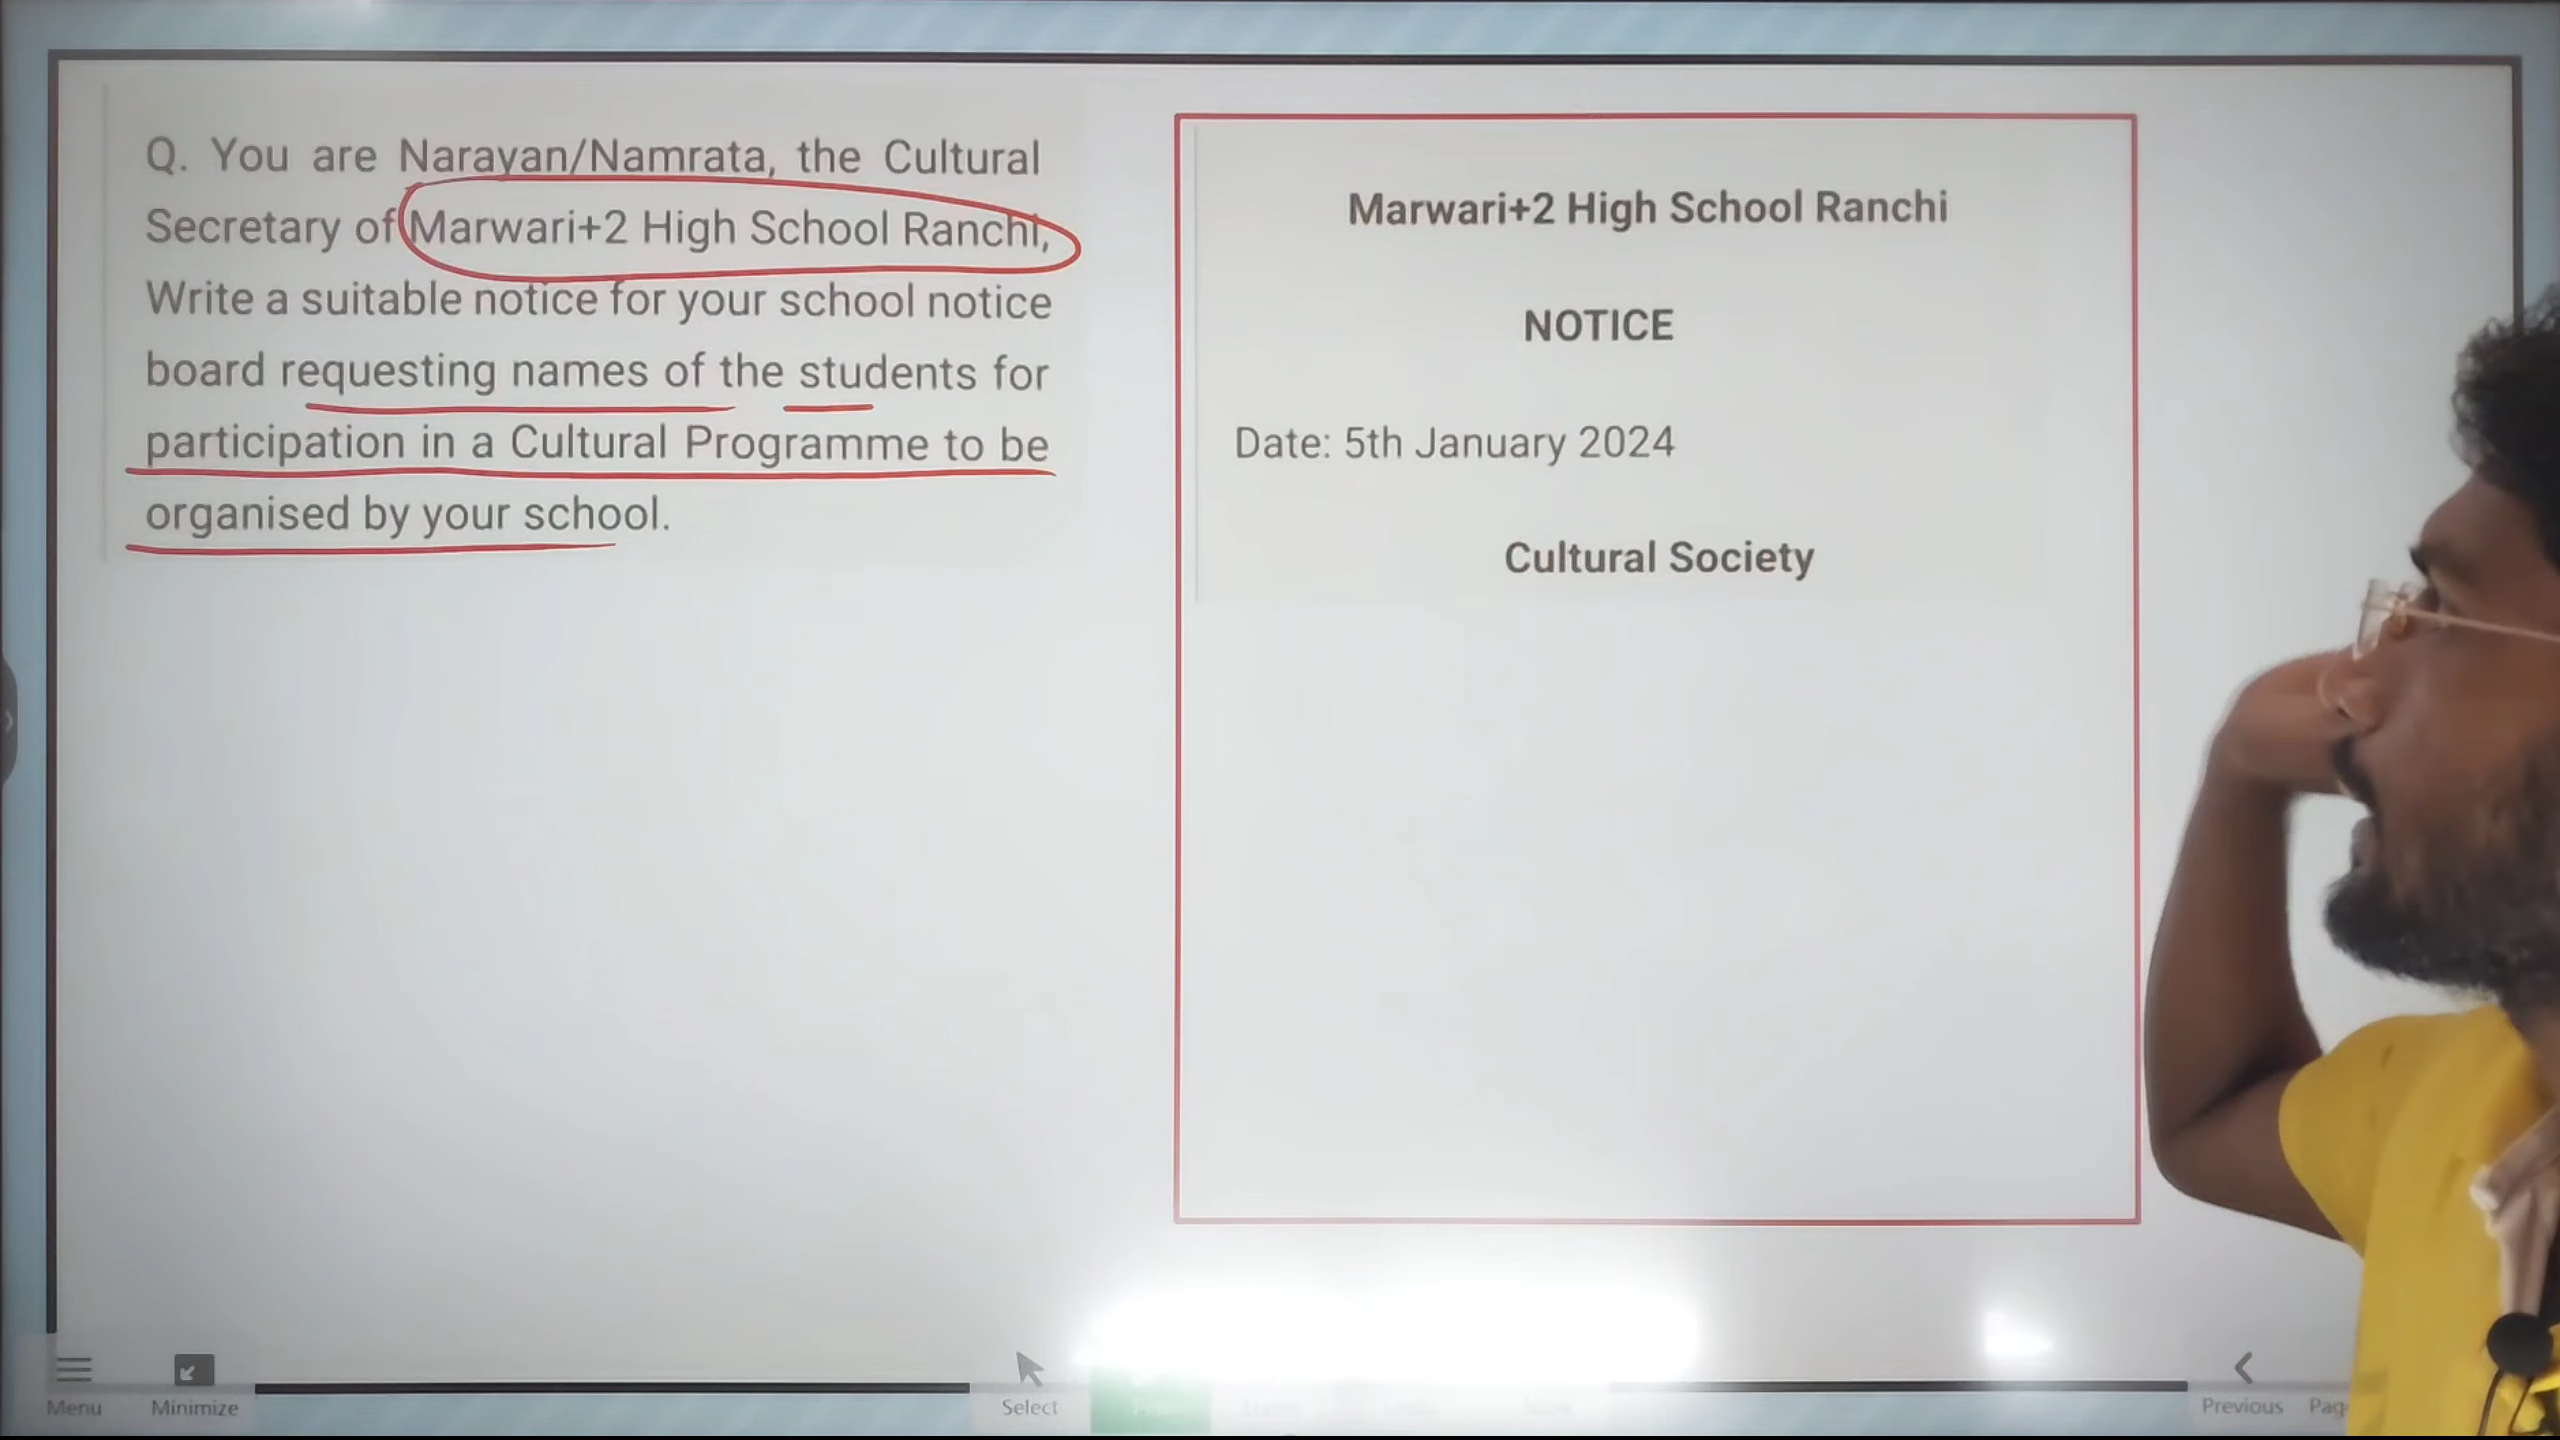 Q. You are Narayan/Namrata, the Cultural
Secretary of Marwari+2 High School Ranchi,
Write a suitable notice for your school notice
board requesting names of the students for
participation in a Cultural Programme to be
organised by your school.
Marwari+2 High School Ranchi
NOTICE
Date: 5th January 2024
Cultural Society
Menu
Minimize
Select
Previous